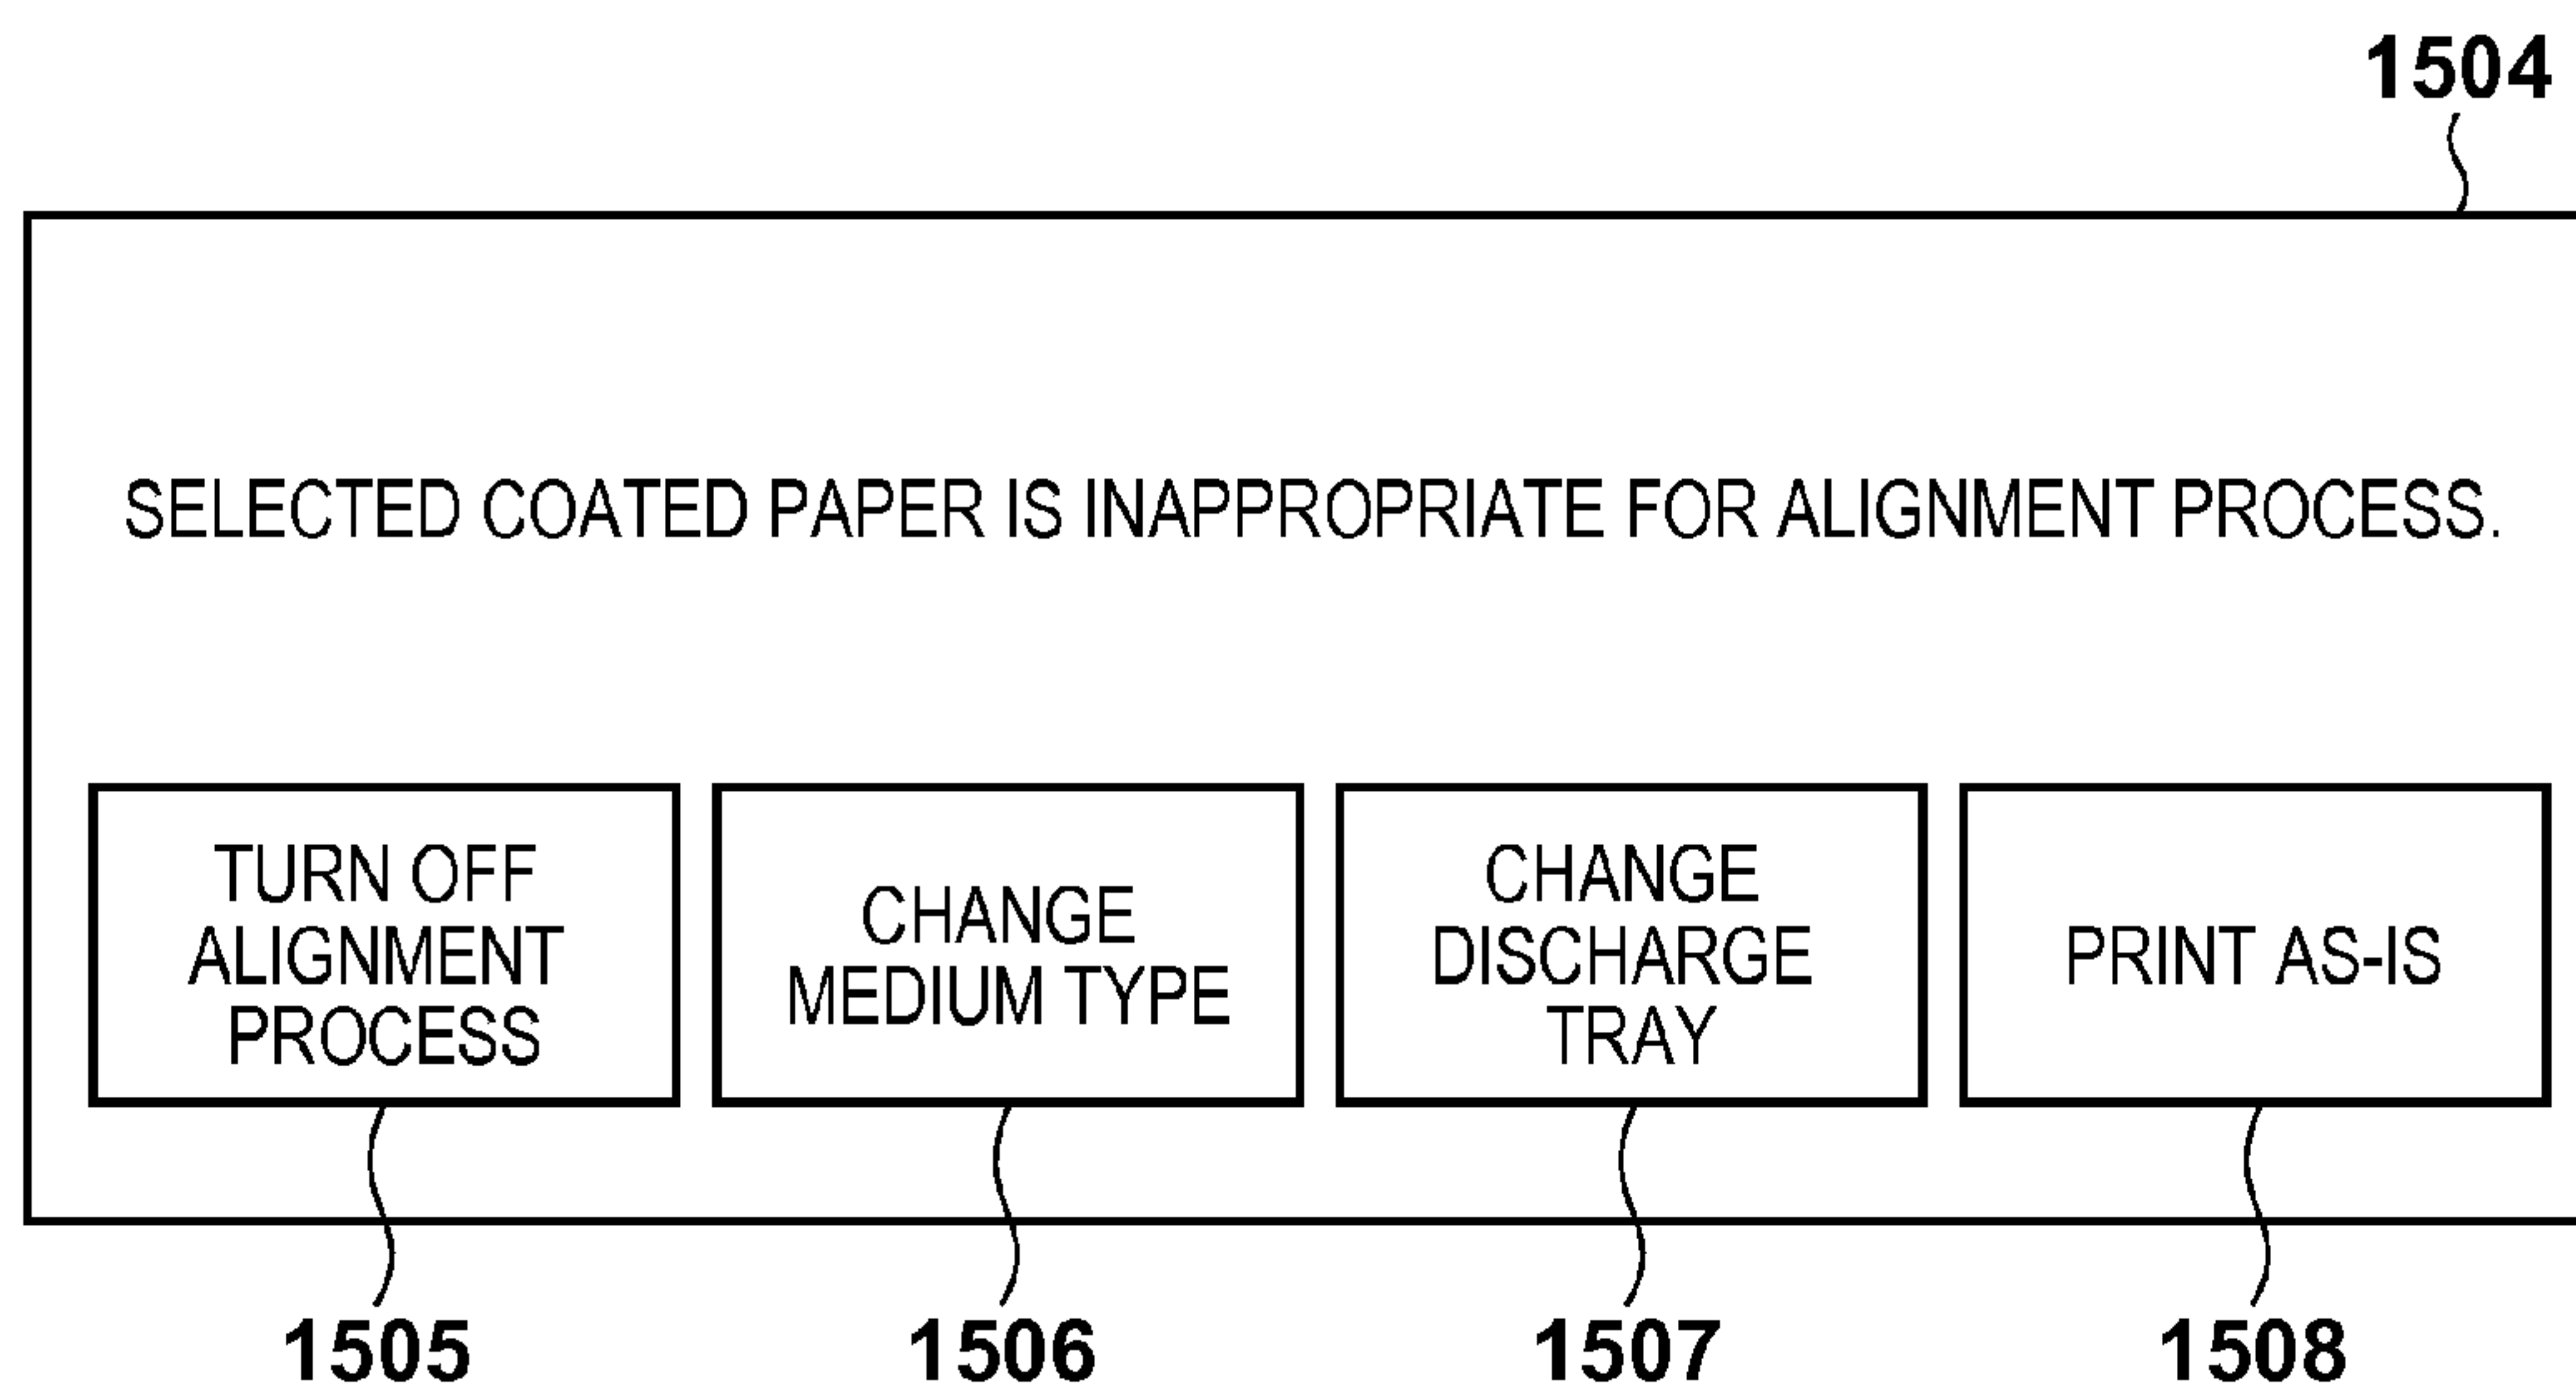 1504
SELECTED COATED PAPER IS INAPPROPRIATE FOR ALIGNMENT PROCESS.
TURN OFF
ALIGNMENT
PROCESS
CHANGE
MEDIUM TYPE
CHANGE
DISCHARGE
TRAY
PRINT AS-IS
1505
1506
1507
1508